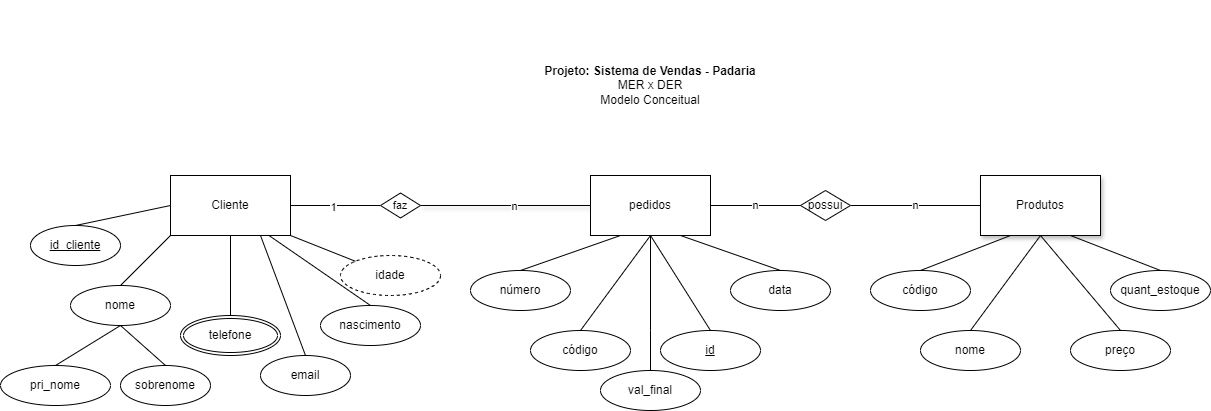 Projeto: Sistema de Vendas - Padaria
MER x DER
Modelo Conceitual
Cliente
1
faz
n
pedidos
n
possui
n
Produtos
id_cliente
idade
número
data
código
quant_estoque
nome
nascimento
telefone
código
id
nome
preço
pri_nome
sobrenome
email
val_final